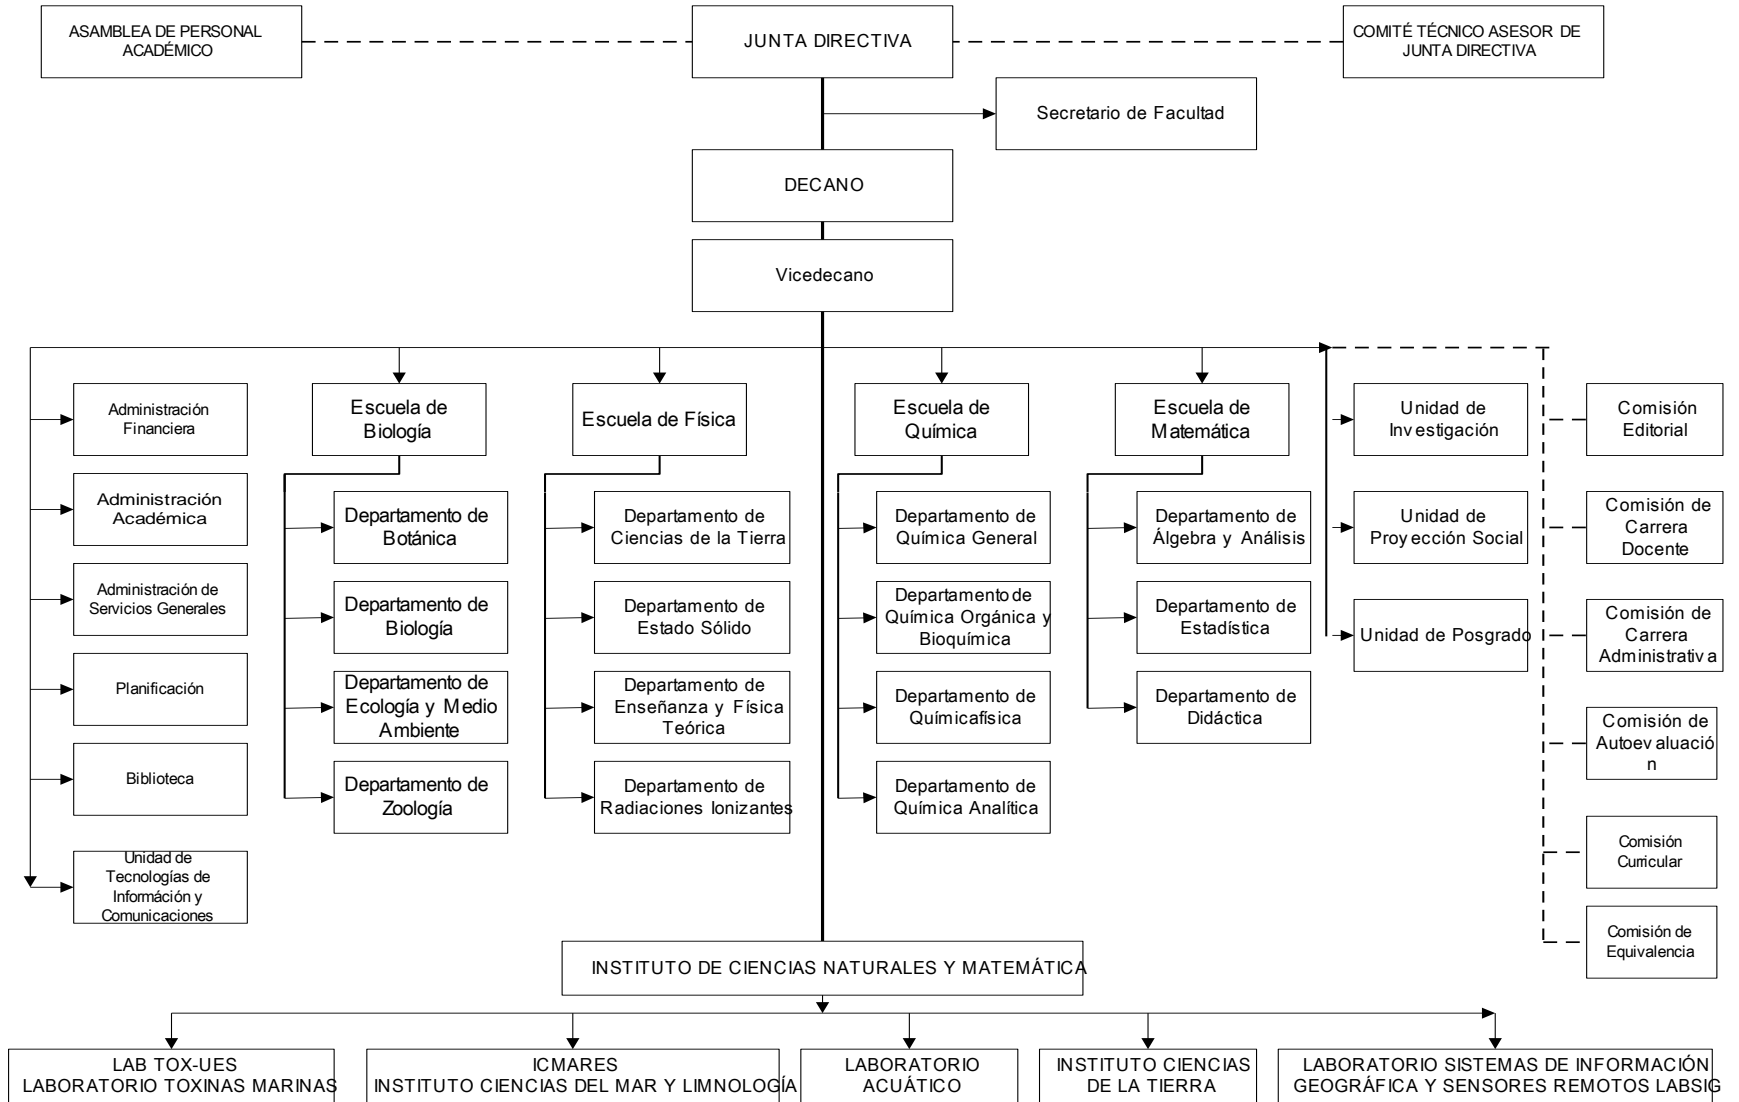 ASAMBLEA DE PERSONAL
ACADÉMICO
JUNTA DIRECTIVA
COMITÉ TÉCNICO ASESOR DE
JUNTA DIRECTIVA
Secretario de Facultad
DECANO
Vicedecano
Administración
Financiera
Administración
Académica
Administración de
Servicios Generales
Planificación
Biblioteca
Unidad de
Tecnologías de
Információn y
Comunicaciones
Escuela de
Biología
Departamento de
Botánica
Departamento de
Biología
Departamento de
Ecología y Medio
Ambiente
Departamento de
Zoología
Escuela de Física
Departamento de
Ciencias de la Tierra
Departamento de
Estado Sólido
Departamento de
Enseñanza y Física
Teórica
Departamento de
Radiaciones Ionizantes
Escuela de
Química
Departamento de
Química General
Departamento de
Química Orgánica y
Bioquímica
Departamento de
Químicafísica
Departamento de
Química Analítica
Escuela de
Matemática
Departamento de
Álgebra y Análisis
Departamento de
Estadística
Departamento de
Didáctica
Unidad de
Investigación
Unidad de
Proyección Social
Unidad de Posgrado
Comisión
Editorial
Comisión de
Carrera
Docente
Comisión de
Carrera
Administrativa
Comisión de
Autoevaluació
n
Comisión
Curricular
Comisión de
Equivalencia
INSTITUTO DE CIENCIAS NATURALES Y MATEMÁTICA
LAB TOX-UES
LABORATORIO TOXINAS MARINAS
ICMARES
INSTITUTO CIENCIAS DEL MAR Y LIMNOLOGÍA
LABORATORIO
ACUÁTICO
INSTITUTO CIENCIAS
DE LA TIERRA
LABORATORIO SISTEMAS DE INFORMACIÓN
GEOGRÁFICA Y SENSORES REMOTOS LABSIG